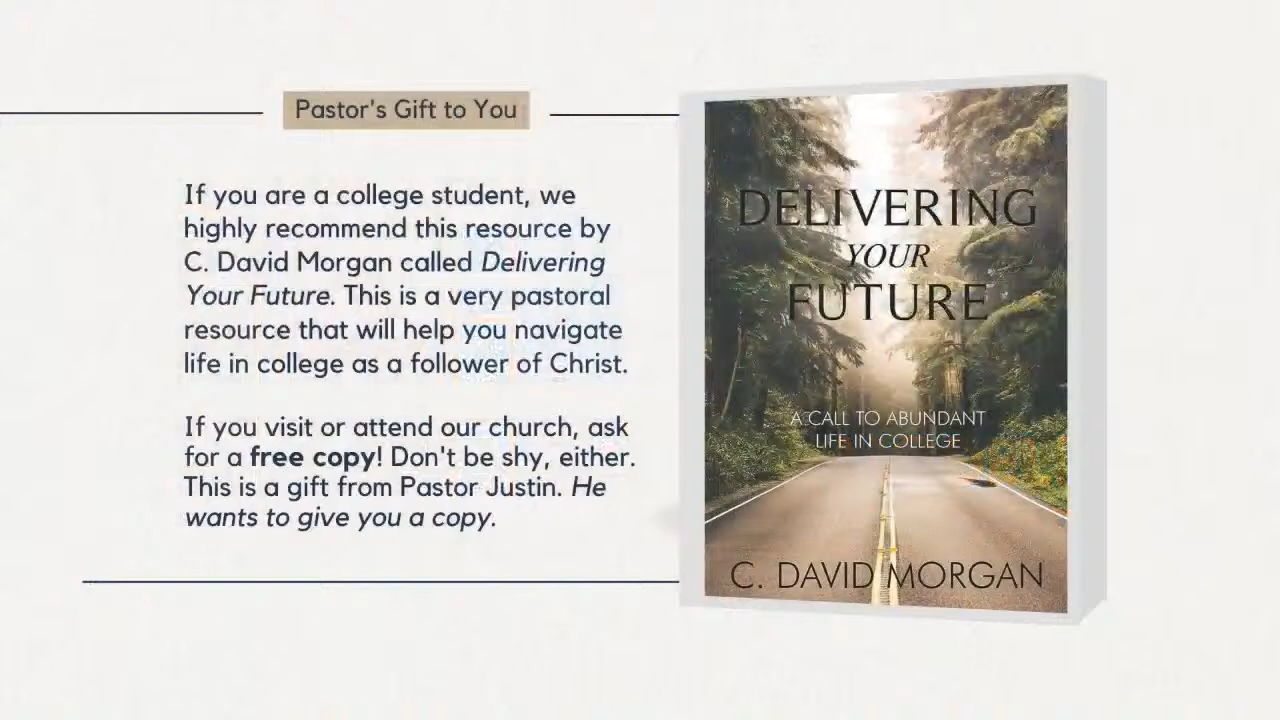 Pastor's Gift to You
If you are a college student, we
highly recommend this resource by
C. David Morgan called Delivering
Your Future. This is a very pastoral
resource that will help you navigate
life in college as a follower of Christ.
If you visit or attend our church, ask
for a free copy! Don't be shy, either.
This is a gift from Pastor Justin. He
wants to give you a copy.
DELIVERING
YOUR
FUTURE
A CALL TO ABUNDANT
LIFE IN COLLEGE
C. DAVID MORGAN